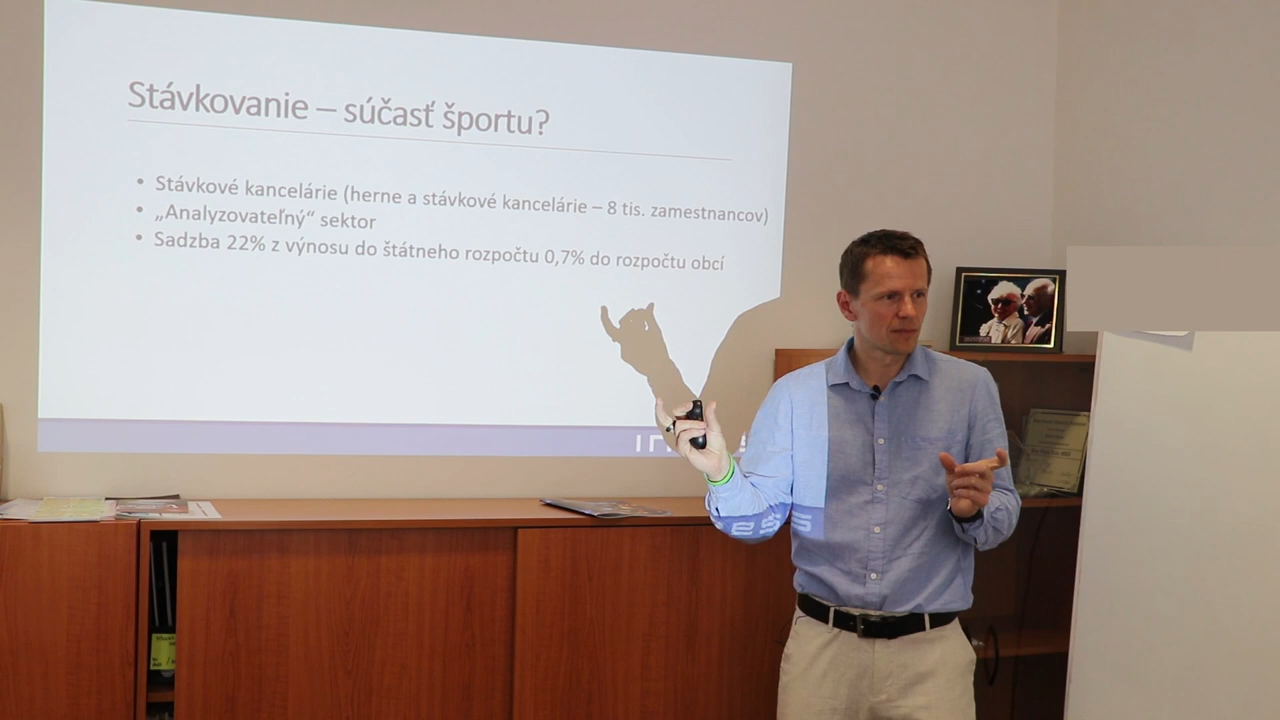 Stávkovanie – súčasť športu?
• Stávkové kancelárie (herne a stávkové kancelárie – 8 tis. zamestnancov)
• „Analyzovateľný“ sektor
• Sadzba 22% z výnosu do štátneho rozpočtu 0,7% do rozpočtu obcí
ess